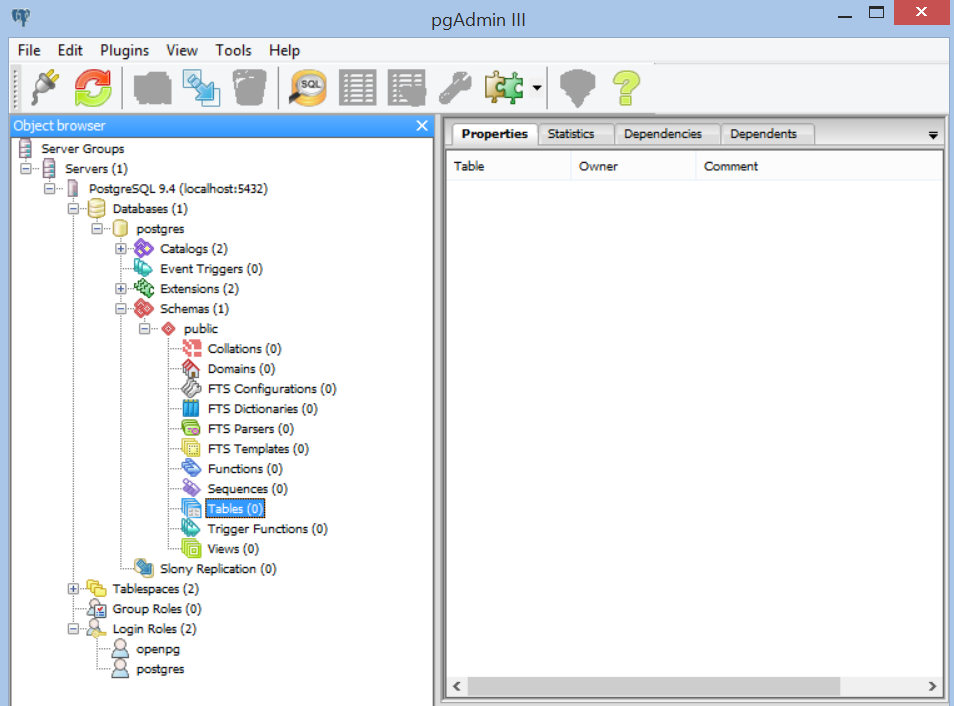 pgAdmin III
File Edit Plugins View Tools Help
SQL
Object browser
Server Groups
Servers (1)
PostgreSQL 9.4 (localhost:5432)
Databases (1)
postgres
Catalogs (2)
Event Triggers (0)
Extensions (2)
Schemas (1)
public
Collations (0)
Domains (0)
FTS Configurations (0)
FTS Dictionaries (0)
FTS Parsers (0)
FTS Templates (0)
Functions (0)
Sequences (0)
Tables (0)
Trigger Functions (0)
Views (0)
Slony Replication (0)
Tablespaces (2)
Group Roles (0)
Login Roles (2)
openpg
postgres
Properties Statistics Dependencies Dependents
Table Owner Comment